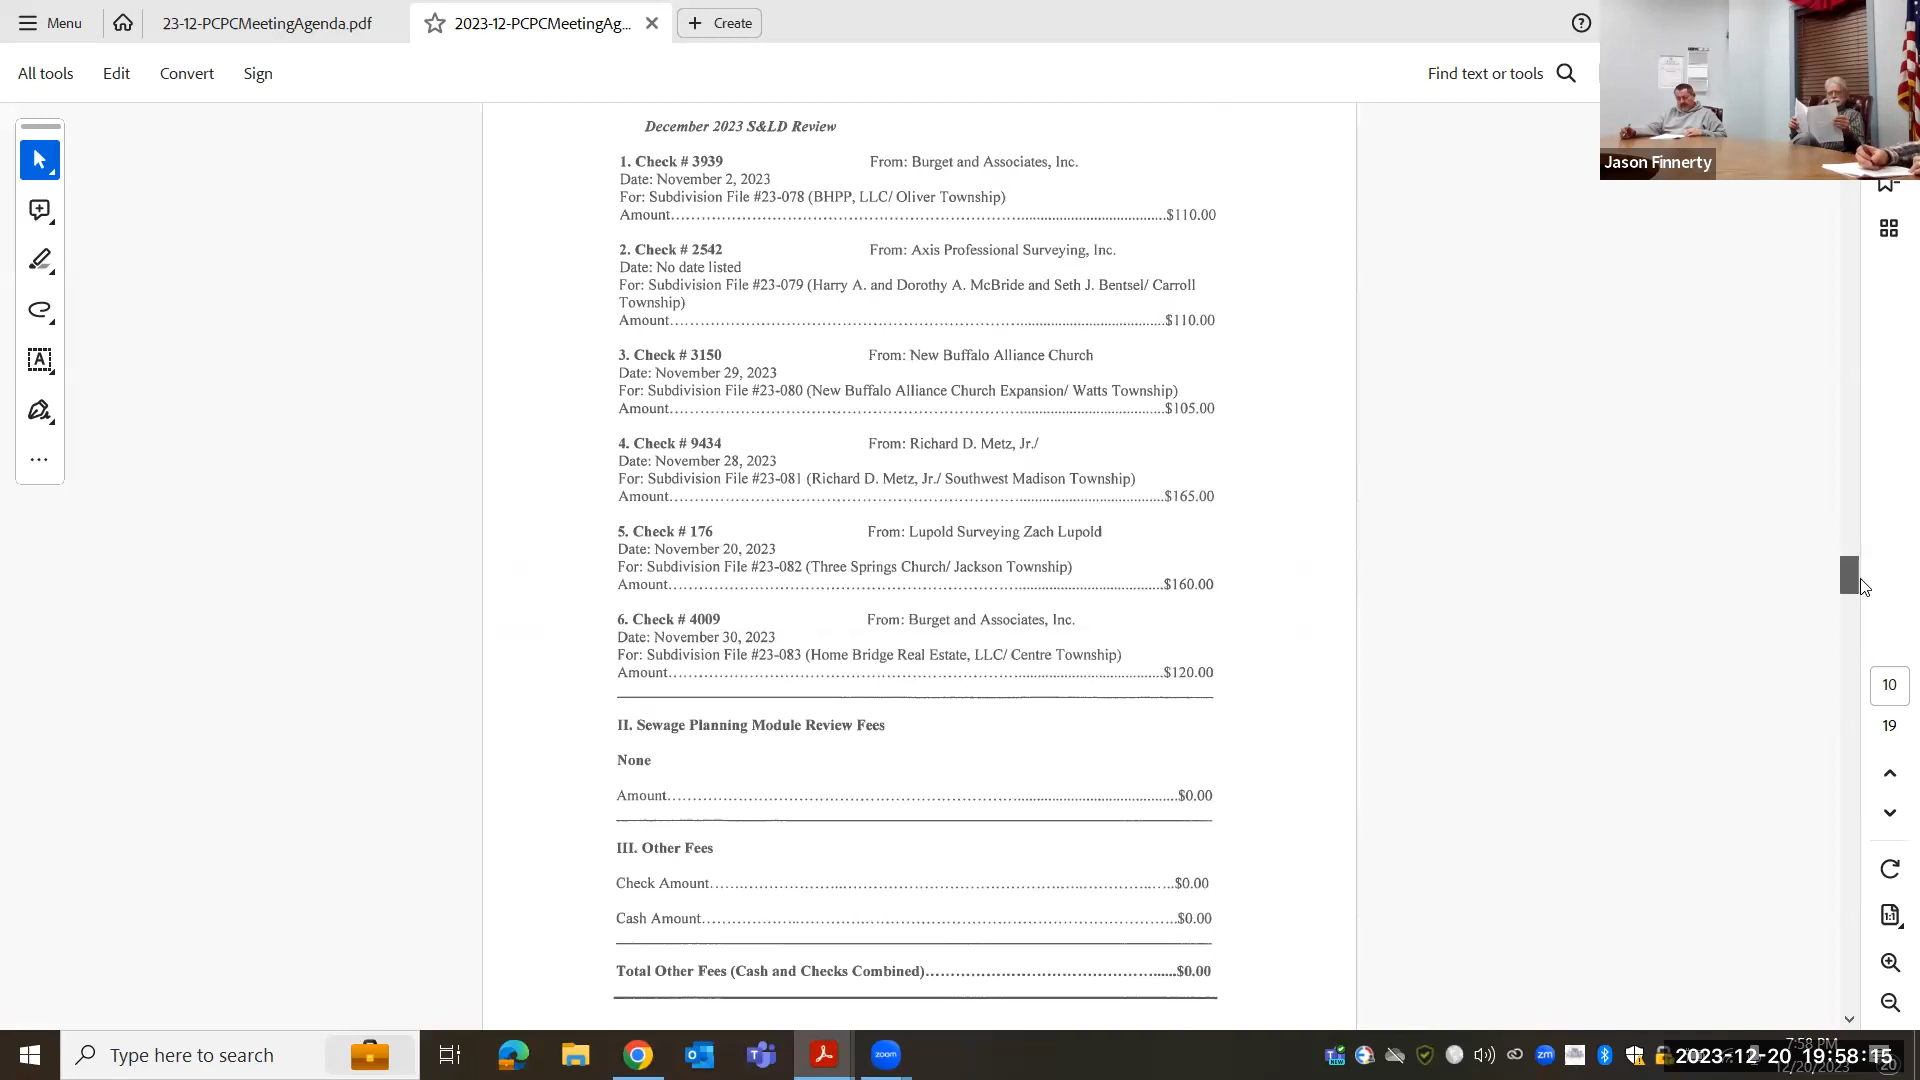 Menu
23-12-PCPCMeetingAgenda.pdf
2023-12-PCPCMeetingAg...
Create
All tools
Edit
Convert
Sign
Find text or tools
Jason Finnerty
December 2023 S&LD Review
1. Check # 3939 From: Burget and Associates, Inc.
Date: November 2, 2023
For: Subdivision File #23-078 (BHPP, LLC/ Oliver Township)
Amount....................$110.00
2. Check # 2542 From: Axis Professional Surveying, Inc.
Date: No date listed
For: Subdivision File #23-079 (Harry A. and Dorothy A. McBride and Seth J. Bentsel/ Carroll
Township)
Amount....................$110.00
3. Check # 3150 From: New Buffalo Alliance Church
Date: November 29, 2023
For: Subdivision File #23-080 (New Buffalo Alliance Church Expansion/ Watts Township)
Amount....................$105.00
4. Check # 9434 From: Richard D. Metz, Jr./
Date: November 28, 2023
For: Subdivision File #23-081 (Richard D. Metz, Jr./ Southwest Madison Township)
Amount....................$165.00
5. Check # 176 From: Lupold Surveying Zach Lupold
Date: November 20, 2023
For: Subdivision File #23-082 (Three Springs Church/ Jackson Township)
Amount....................$160.00
6. Check # 4009 From: Burget and Associates, Inc.
Date: November 30, 2023
For: Subdivision File #23-083 (Home Bridge Real Estate, LLC/ Centre Township)
Amount....................$120.00
II. Sewage Planning Module Review Fees
None
Amount....................$0.00
III. Other Fees
Check Amount....................$0.00
Cash Amount....................$0.00
Total Other Fees (Cash and Checks Combined)....................$0.00
10
19
Type here to search
zoom
zm
7:58 PM
12/20/2023
2023-12-20 19:58:15
20